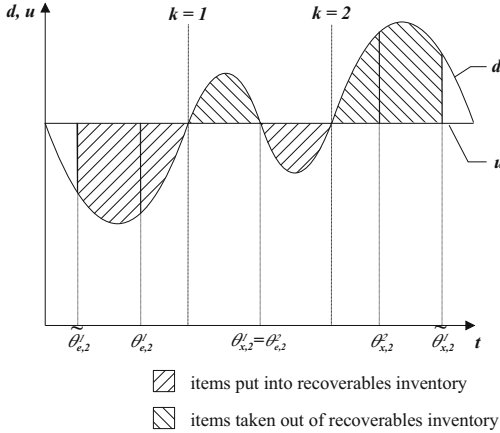 d, u
k = 1
k = 2
d
u
θ̃¹ₑ,₂ θ¹ₑ,₂ θ¹ₓ,₂=θ²ₑ,₂ θ²ₓ,₂ θ̃¹ₓ,₂ t
items put into recoverables inventory
items taken out of recoverables inventory